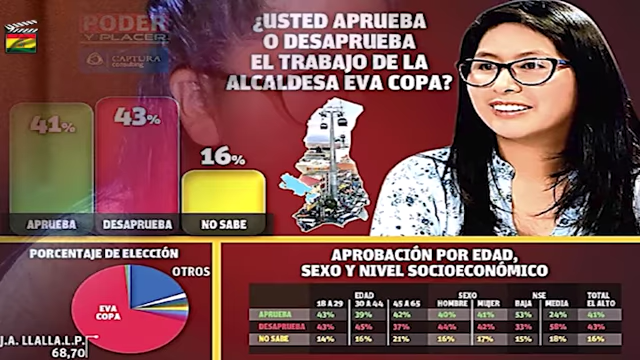 PODER
Y PLACER
CAPTURA
consulting
¿USTED APRUEBA
O DESAPRUEBA
EL TRABAJO DE LA
ALCALDESA EVA COPA?
41%
43%
16%
APRUEBA
DESAPRUEBA
NO SABE
PORCENTAJE DE ELECCIÓN
OTROS
EVA
COPA
J.A. LLALLA.L.P.
68,70
APROBACIÓN POR EDAD,
SEXO Y NIVEL SOCIOECONÓMICO
EDAD SEXO NSE TOTAL
18 A 29 30 A 44 45 A 65 HOMBRE MUJER BAJA MEDIA EL ALTO
APRUEBA 43% 39% 42% 40% 41% 53% 24% 41%
DESAPRUEBA 43% 45% 37% 44% 42% 33% 58% 43%
NO SABE 14% 16% 21% 16% 17% 15% 18% 16%